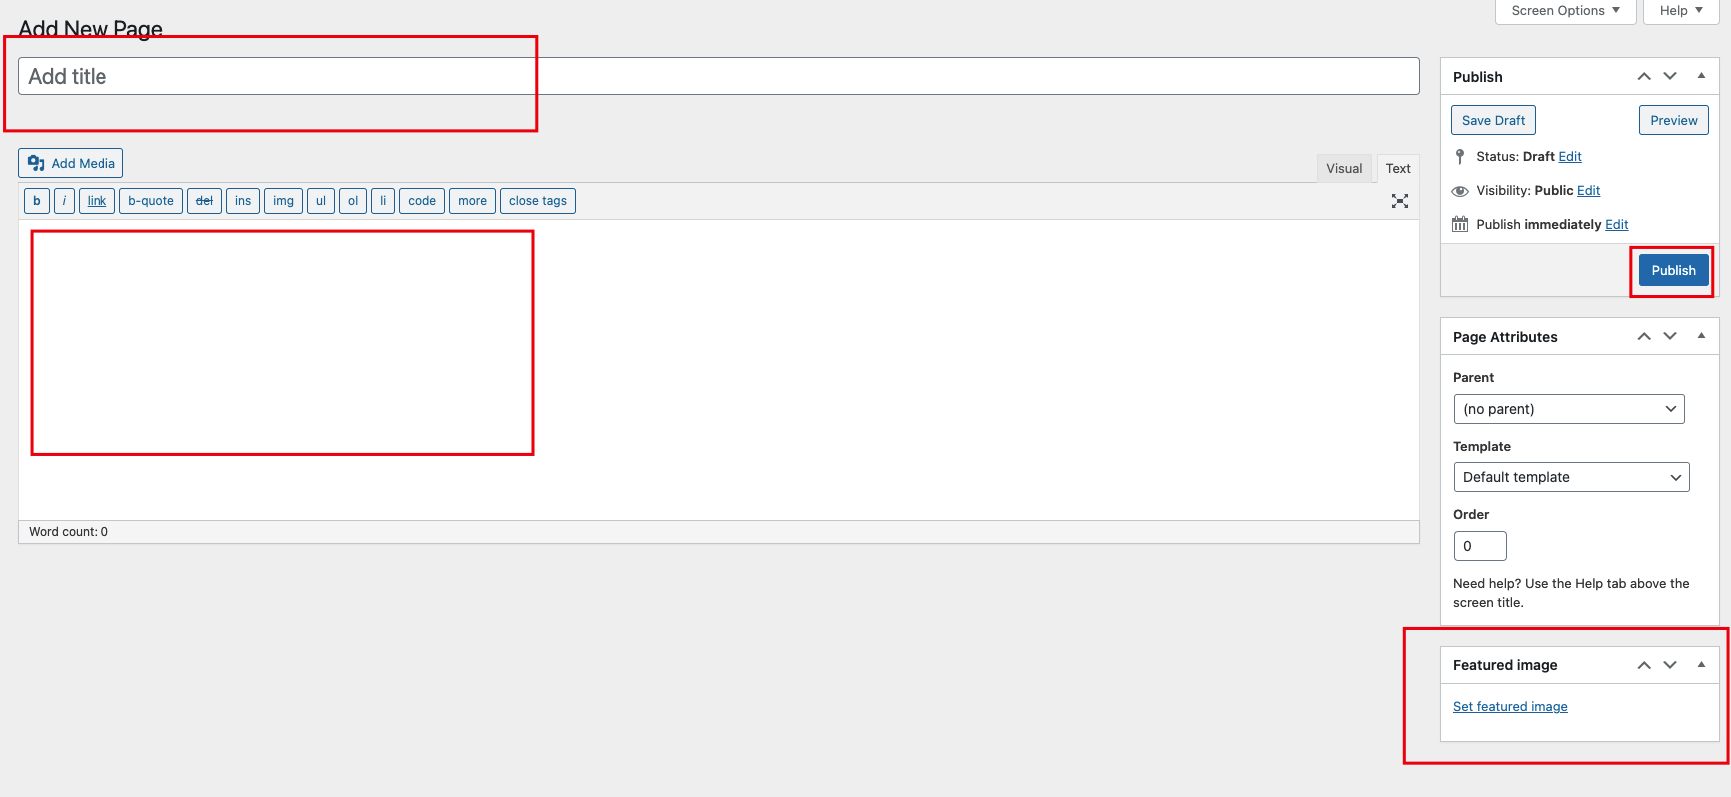 Screen Options
Help
Add New Page
Add title
Add Media
Visual
Text
b
i
link
b-quote
del
ins
img
ul
ol
li
code
more
close tags
Word count: 0
Publish
Save Draft
Preview
Status: Draft Edit
Visibility: Public Edit
Publish immediately Edit
Publish
Page Attributes
Parent
(no parent)
Template
Default template
Order
0
Need help? Use the Help tab above the
screen title.
Featured image
Set featured image